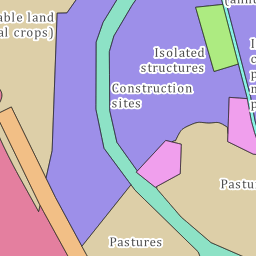 able land
al crops)
Isolated
structures
Construction
sites
Pastu
Pastures